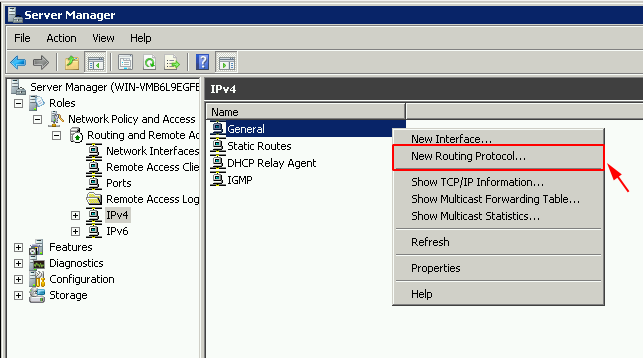 Server Manager
File Action View Help
Server Manager (WIN-VMB6L9EGFE
Roles
Network Policy and Access
Routing and Remote Ac
Network Interfaces
Remote Access Clie
Ports
Remote Access Log
IPv4
IPv6
Features
Diagnostics
Configuration
Storage
IPv4
Name
General
Static Routes
DHCP Relay Agent
IGMP
New Interface...
New Routing Protocol...
Show TCP/IP Information...
Show Multicast Forwarding Table...
Show Multicast Statistics...
Refresh
Properties
Help